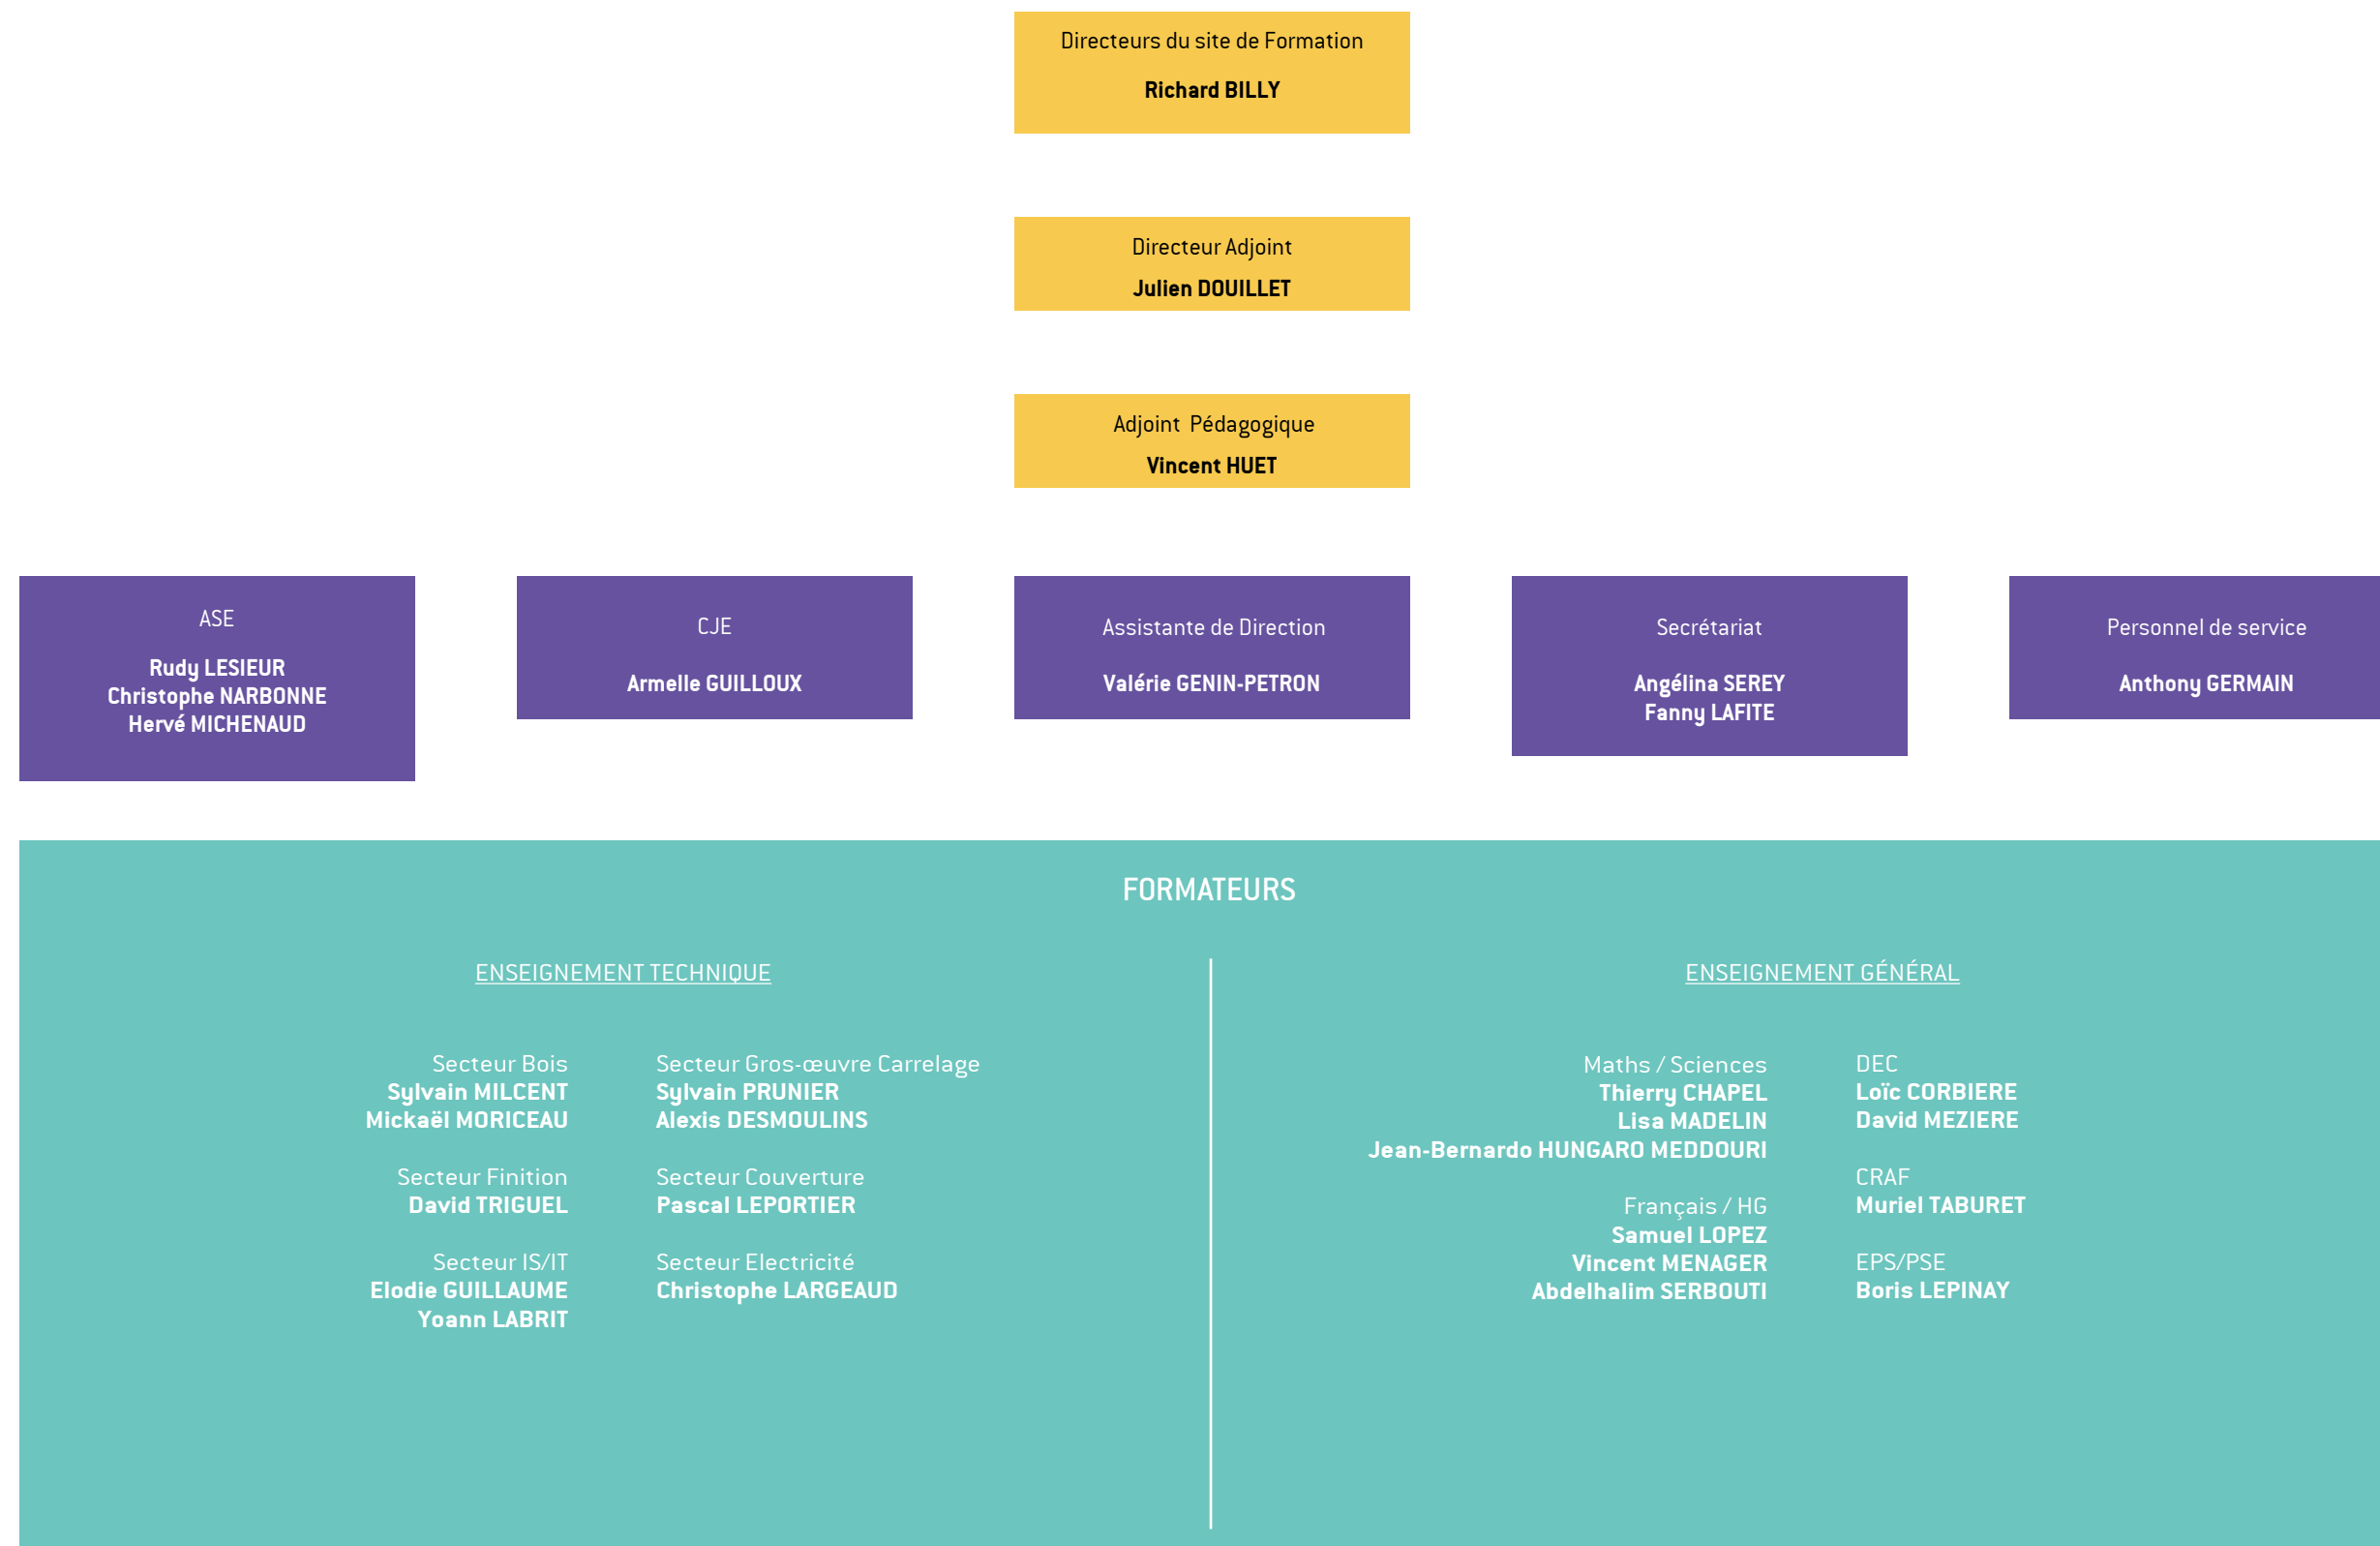 Directeurs du site de Formation
Richard BILLY
Directeur Adjoint
Julien DOUILLET
Adjoint  Pédagogique
Vincent HUET
ASE
Rudy LESIEUR
Christophe NARBONNE
Hervé MICHENAUD
CJE
Armelle GUILLOUX
Assistante de Direction
Valérie GENIN-PETRON
Secrétariat
Angélina SEREY
Fanny LAFITE
Personnel de service
Anthony GERMAIN
FORMATEURS
ENSEIGNEMENT TECHNIQUE
Secteur Bois
Sylvain MILCENT
Mickaël MORICEAU
Secteur Finition
David TRIGUEL
Secteur IS/IT
Elodie GUILLAUME
Yoann LABRIT
Secteur Gros-œuvre Carrelage
Sylvain PRUNIER
Alexis DESMOULINS
Secteur Couverture
Pascal LEPORTIER
Secteur Electricité
Christophe LARGEAUD
ENSEIGNEMENT GÉNÉRAL
Maths / Sciences
Thierry CHAPEL
Lisa MADELIN
Jean-Bernardo HUNGARO MEDDOURI
Français / HG
Samuel LOPEZ
Vincent MENAGER
Abdelhalim SERBOUTI
DEC
Loïc CORBIERE
David MEZIERE
CRAF
Muriel TABURET
EPS/PSE
Boris LEPINAY